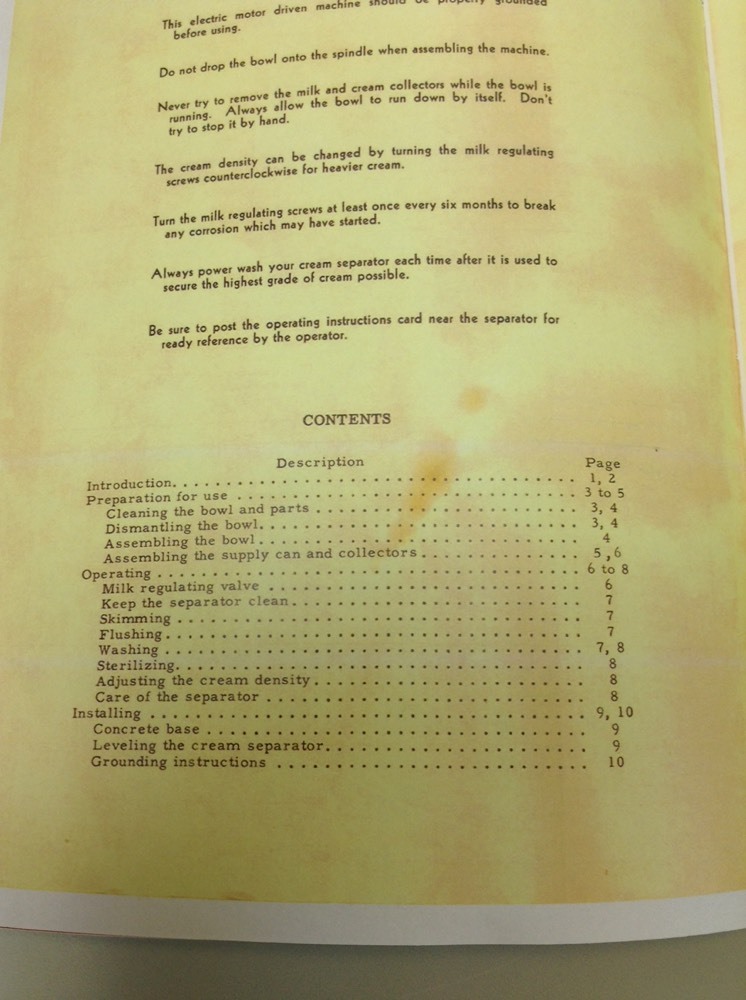 This electric motor driven machine should be properly grounded
before using.
Do not drop the bowl onto the spindle when assembling the machine.
Never try to remove the milk and cream collectors while the bowl is
running. Always allow the bowl to run down by itself. Don't
try to stop it by hand.
The cream density can be changed by turning the milk regulating
screws counterclockwise for heavier cream.
Turn the milk regulating screws at least once every six months to break
any corrosion which may have started.
Always power wash your cream separator each time after it is used to
secure the highest grade of cream possible.
Be sure to post the operating instructions card near the separator for
ready reference by the operator.
CONTENTS
Description Page
Introduction. . . . . . . . . . . . . . . . . . . . . . . . . . . . . . 1, 2
Preparation for use . . . . . . . . . . . . . . . . . . . . . . . . . . 3 to 5
Cleaning the bowl and parts . . . . . . . . . . . . . . . . . . . . 3, 4
Dismantling the bowl. . . . . . . . . . . . . . . . . . . . . . . . 3, 4
Assembling the bowl . . . . . . . . . . . . . . . . . . . . . . . . 4
Assembling the supply can and collectors . . . . . . . . . . . . 5 ,6
Operating . . . . . . . . . . . . . . . . . . . . . . . . . . . . . . . 6 to 8
Milk regulating valve . . . . . . . . . . . . . . . . . . . . . . . 6
Keep the separator clean . . . . . . . . . . . . . . . . . . . . . 7
Skimming . . . . . . . . . . . . . . . . . . . . . . . . . . . . . . 7
Flushing . . . . . . . . . . . . . . . . . . . . . . . . . . . . . . . 7
Washing . . . . . . . . . . . . . . . . . . . . . . . . . . . . . . . 7, 8
Sterilizing. . . . . . . . . . . . . . . . . . . . . . . . . . . . . . 8
Adjusting the cream density . . . . . . . . . . . . . . . . . . . . 8
Care of the separator . . . . . . . . . . . . . . . . . . . . . . . 8
Installing . . . . . . . . . . . . . . . . . . . . . . . . . . . . . . . 9, 10
Concrete base . . . . . . . . . . . . . . . . . . . . . . . . . . . 9
Leveling the cream separator. . . . . . . . . . . . . . . . . . . 9
Grounding instructions . . . . . . . . . . . . . . . . . . . . . . 10